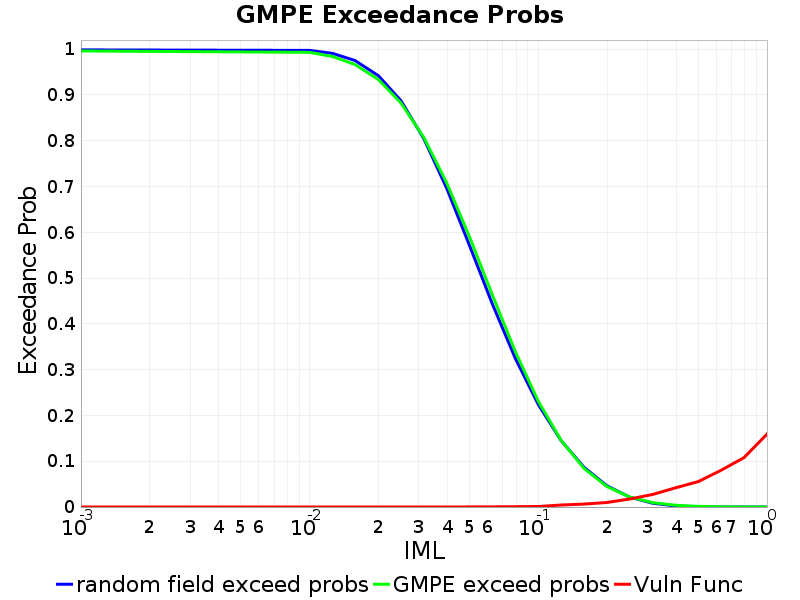 GMPE Exceedance Probs
Exceedance Prob
1
0.9
0.8
0.7
0.6
0.5
0.4
0.3
0.2
0.1
0
10-3 2 3 4 5 6 10-2 2 3 4 5 6 10-1 2 3 4 5 6 7 100
IML
random field exceed probs GMPE exceed probs Vuln Func